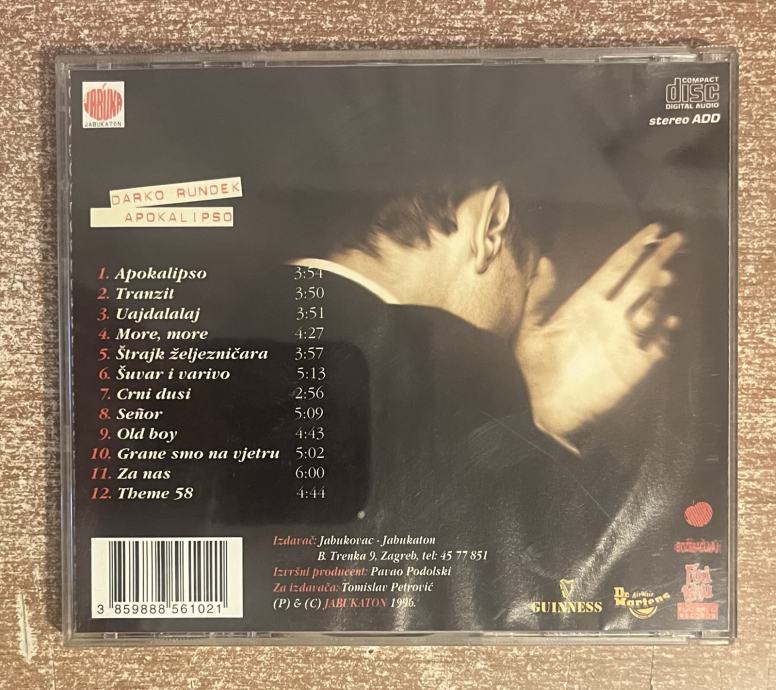 JABUKA
JABUKATON
COMPACT
disc
DIGITAL AUDIO
stereo ADD
DARKO RUNDEK
APOKALIPSO
1. Apokalipso 3:54
2. Tranzit 3:50
3. Uajdalalaj 3:51
4. More, more 4:27
5. Štrajk željezničara 3:57
6. Šuvar i varivo 5:13
7. Crni dusi 2:56
8. Señor 5:09
9. Old boy 4:43
10. Grane smo na vjetru 5:02
11. Za nas 6:00
12. Theme 58 4:44
Izdavač: Jabukovac - Jabukaton
B. Trenka 9, Zagreb, tel: 45 77 851
Izvršni producent: Pavao Podolski
Za izdavača: Tomislav Petrović
(P) & (C) JABUKATON 1996.
3 859888 561021
GUINNESS
Dr. AirWair
Martens